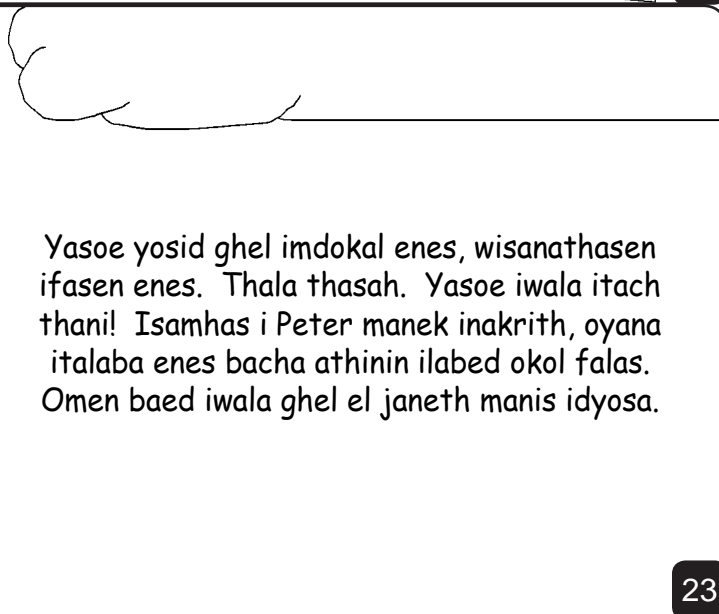 Yasoe yosid ghel imdokal enes, wisanathasen
ifasen enes.  Thala thasah.  Yasoe iwala itach
thani!  Isamhas i Peter manek inakrith, oyana
italaba enes bacha athinin ilabed okol falas.
Omen baed iwala ghel el janeth manis idyosa.
23